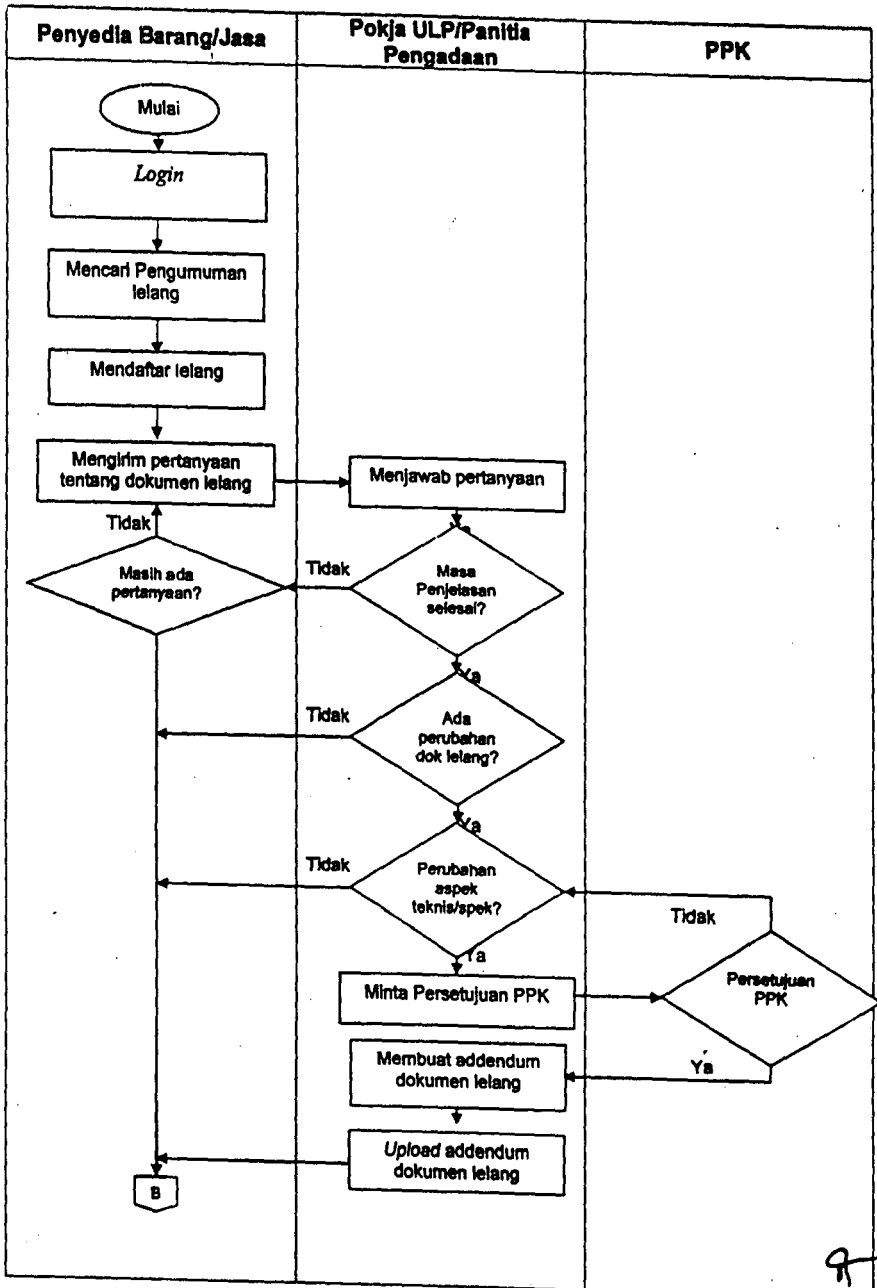 Penyedia Barang/Jasa
Pokja ULP/Panitia
Pengadaan
PPK
Mulai
Login
Mencari Pengumuman
lelang
Mendaftar lelang
Mengirim pertanyaan
tentang dokumen lelang
Menjawab pertanyaan
Tidak
Masih ada
pertanyaan?
Tidak
Ya
Masa
Penjelasan
selesai?
Ya
Tidak
Ada
perubahan
dok lelang?
Ya
Tidak
Perubahan
aspek
teknis/spek?
Tidak
Ya
Minta Persetujuan PPK
Persetujuan
PPK
Membuat addendum
dokumen lelang
Ya
Upload addendum
dokumen lelang
B